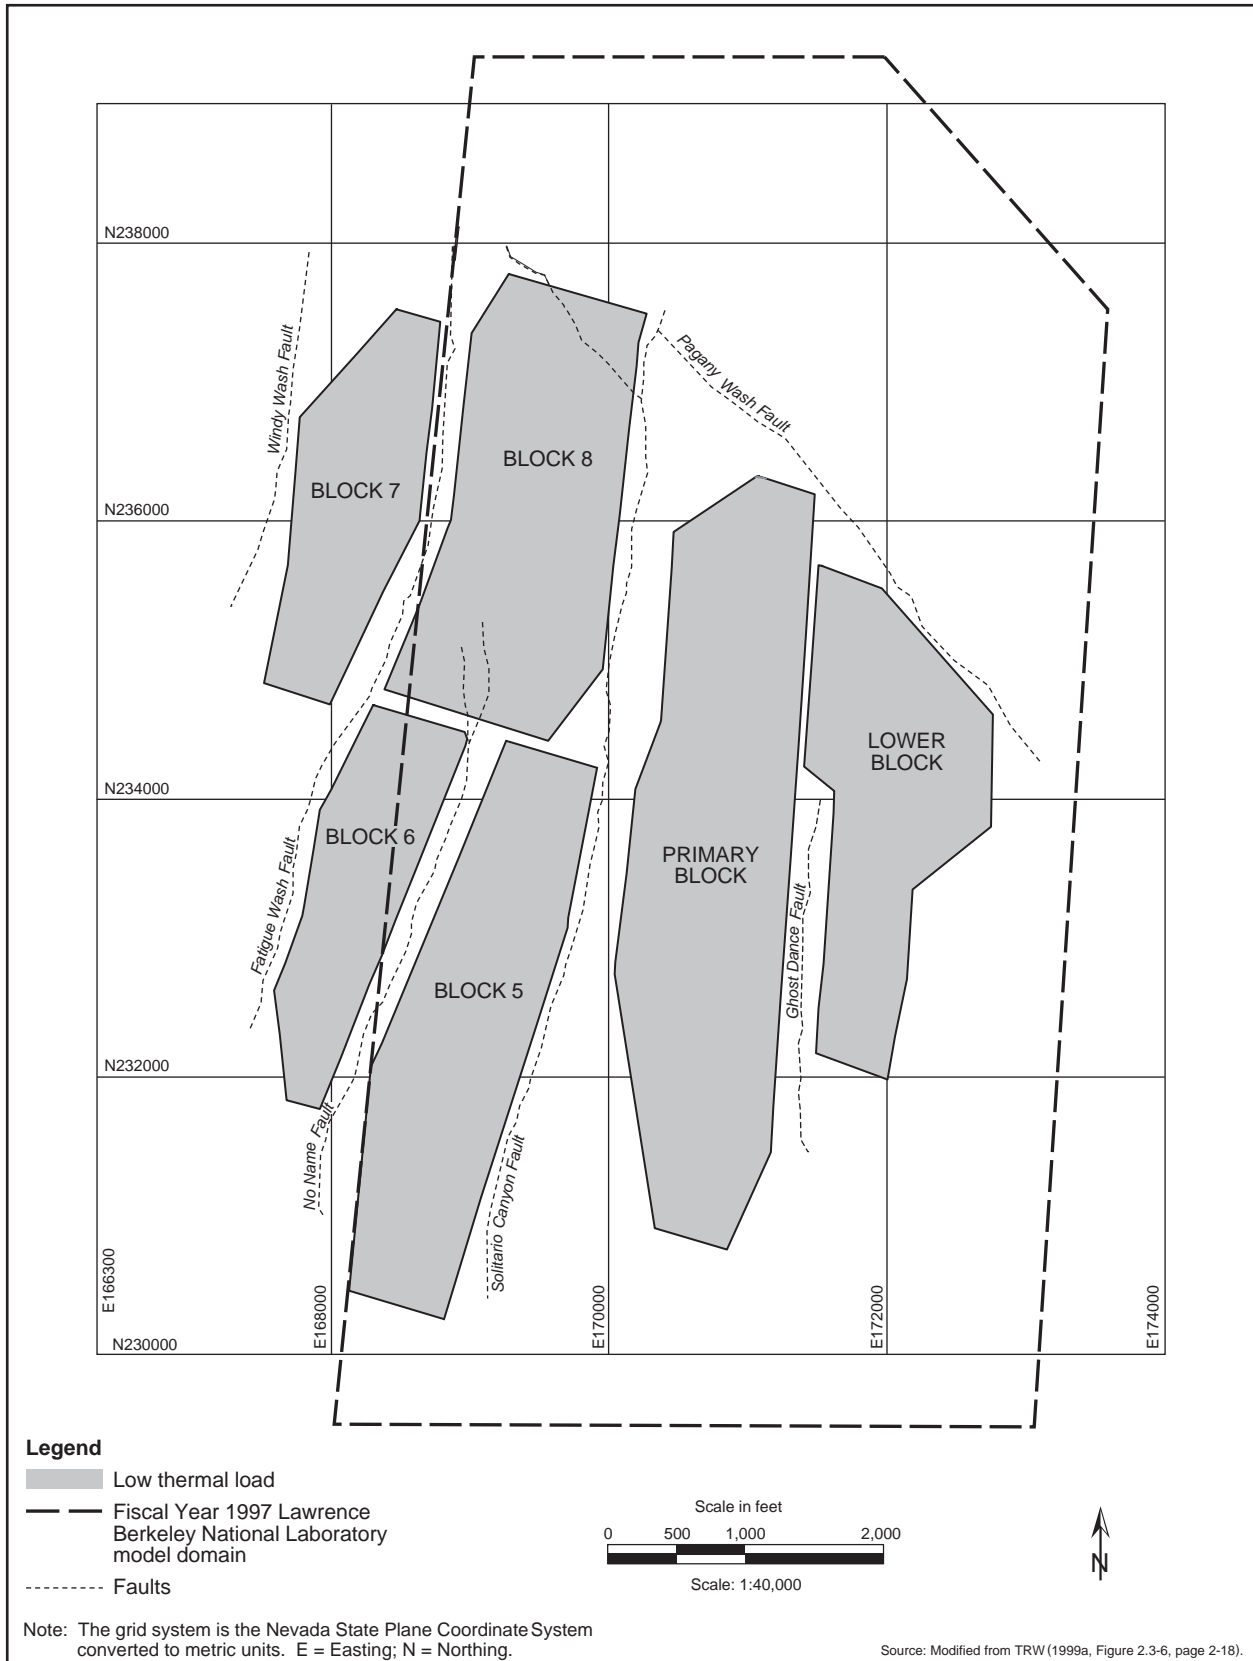 N238000
Windy Wash Fault
Pagany Wash Fault
BLOCK 8
BLOCK 7
N236000
LOWER
BLOCK
N234000
BLOCK 6
PRIMARY
BLOCK
Fatigue Wash Fault
Ghost Dance Fault
BLOCK 5
N232000
No Name Fault
Solitario Canyon Fault
E166300
E168000
E170000
E172000
E174000
N230000
Legend
Low thermal load
Fiscal Year 1997 Lawrence
Berkeley National Laboratory
model domain
Faults
Scale in feet
0 500 1,000 2,000
Scale: 1:40,000
N
Note: The grid system is the Nevada State Plane Coordinate System
converted to metric units. E = Easting; N = Northing.
Source: Modified from TRW (1999a, Figure 2.3-6, page 2-18).